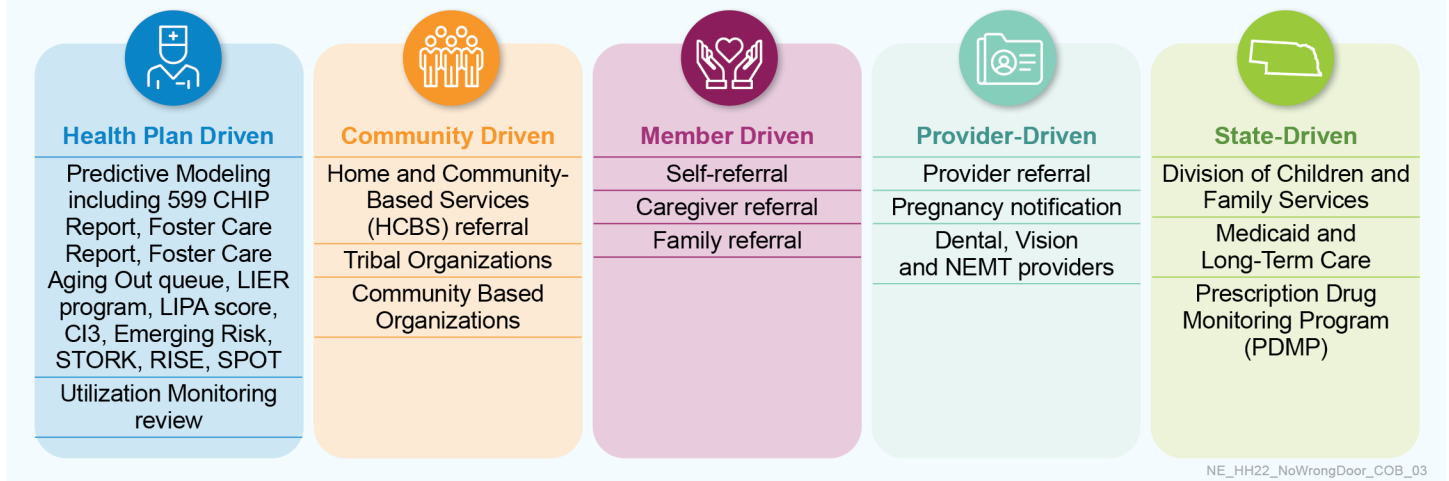 Health Plan Driven
Predictive Modeling
including 599 CHIP
Report, Foster Care
Report, Foster Care
Aging Out queue, LIER
program, LIPA score,
CI3, Emerging Risk,
STORK, RISE, SPOT
Utilization Monitoring
review
Community Driven
Home and Community-
Based Services
(HCBS) referral
Tribal Organizations
Community Based
Organizations
Member Driven
Self-referral
Caregiver referral
Family referral
Provider-Driven
Provider referral
Pregnancy notification
Dental, Vision
and NEMT providers
State-Driven
Division of Children and
Family Services
Medicaid and
Long-Term Care
Prescription Drug
Monitoring Program
(PDMP)
NE_HH22_NoWrongDoor_COB_03